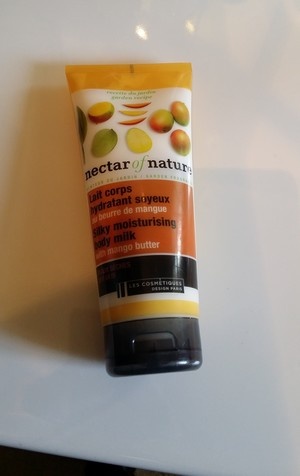 nectar of nature
Lait corps
hydratant soyeux
au beurre de mangue
Silky moisturising
body milk
with mango butter
LES COSMÉTIQUES
DESIGN PARIS